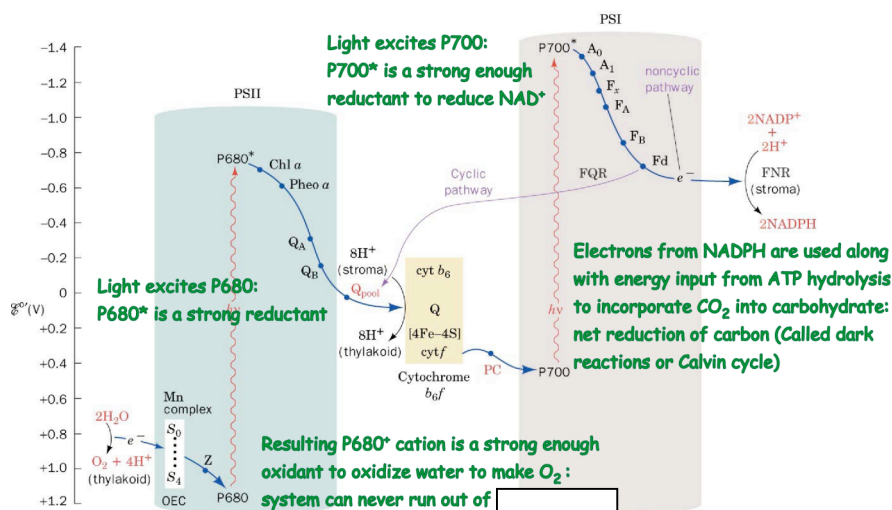 PSI
Light excites P700:
P700* is a strong enough
reductant to reduce NAD+
P700*
A0
A1
Fx
FA
FB
Fd
noncyclic
pathway
e−
2NADP+
+
2H+
FNR
(stroma)
2NADPH
PSII
−1.4
−1.2
−1.0
−0.8
−0.6
−0.4
−0.2
0
+0.2
+0.4
+0.6
+0.8
+1.0
+1.2
ℰ°′(V)
P680*
Chl a
Pheo a
QA
QB
Cyclic
pathway
FQR
8H+
(stroma)
Qpool
cyt b6
Q
[4Fe–4S]
cyt f
8H+
(thylakoid)
Cytochrome
b6f
PC
P700
hν
Light excites P680:
P680* is a strong reductant
hν
Electrons from NADPH are used along
with energy input from ATP hydrolysis
to incorporate CO2 into carbohydrate:
net reduction of carbon (Called dark
reactions or Calvin cycle)
Mn
complex
2H2O
e−
O2 + 4H+
(thylakoid)
S0
S4
OEC
Z
P680
Resulting P680+ cation is a strong enough
oxidant to oxidize water to make O2 :
system can never run out of